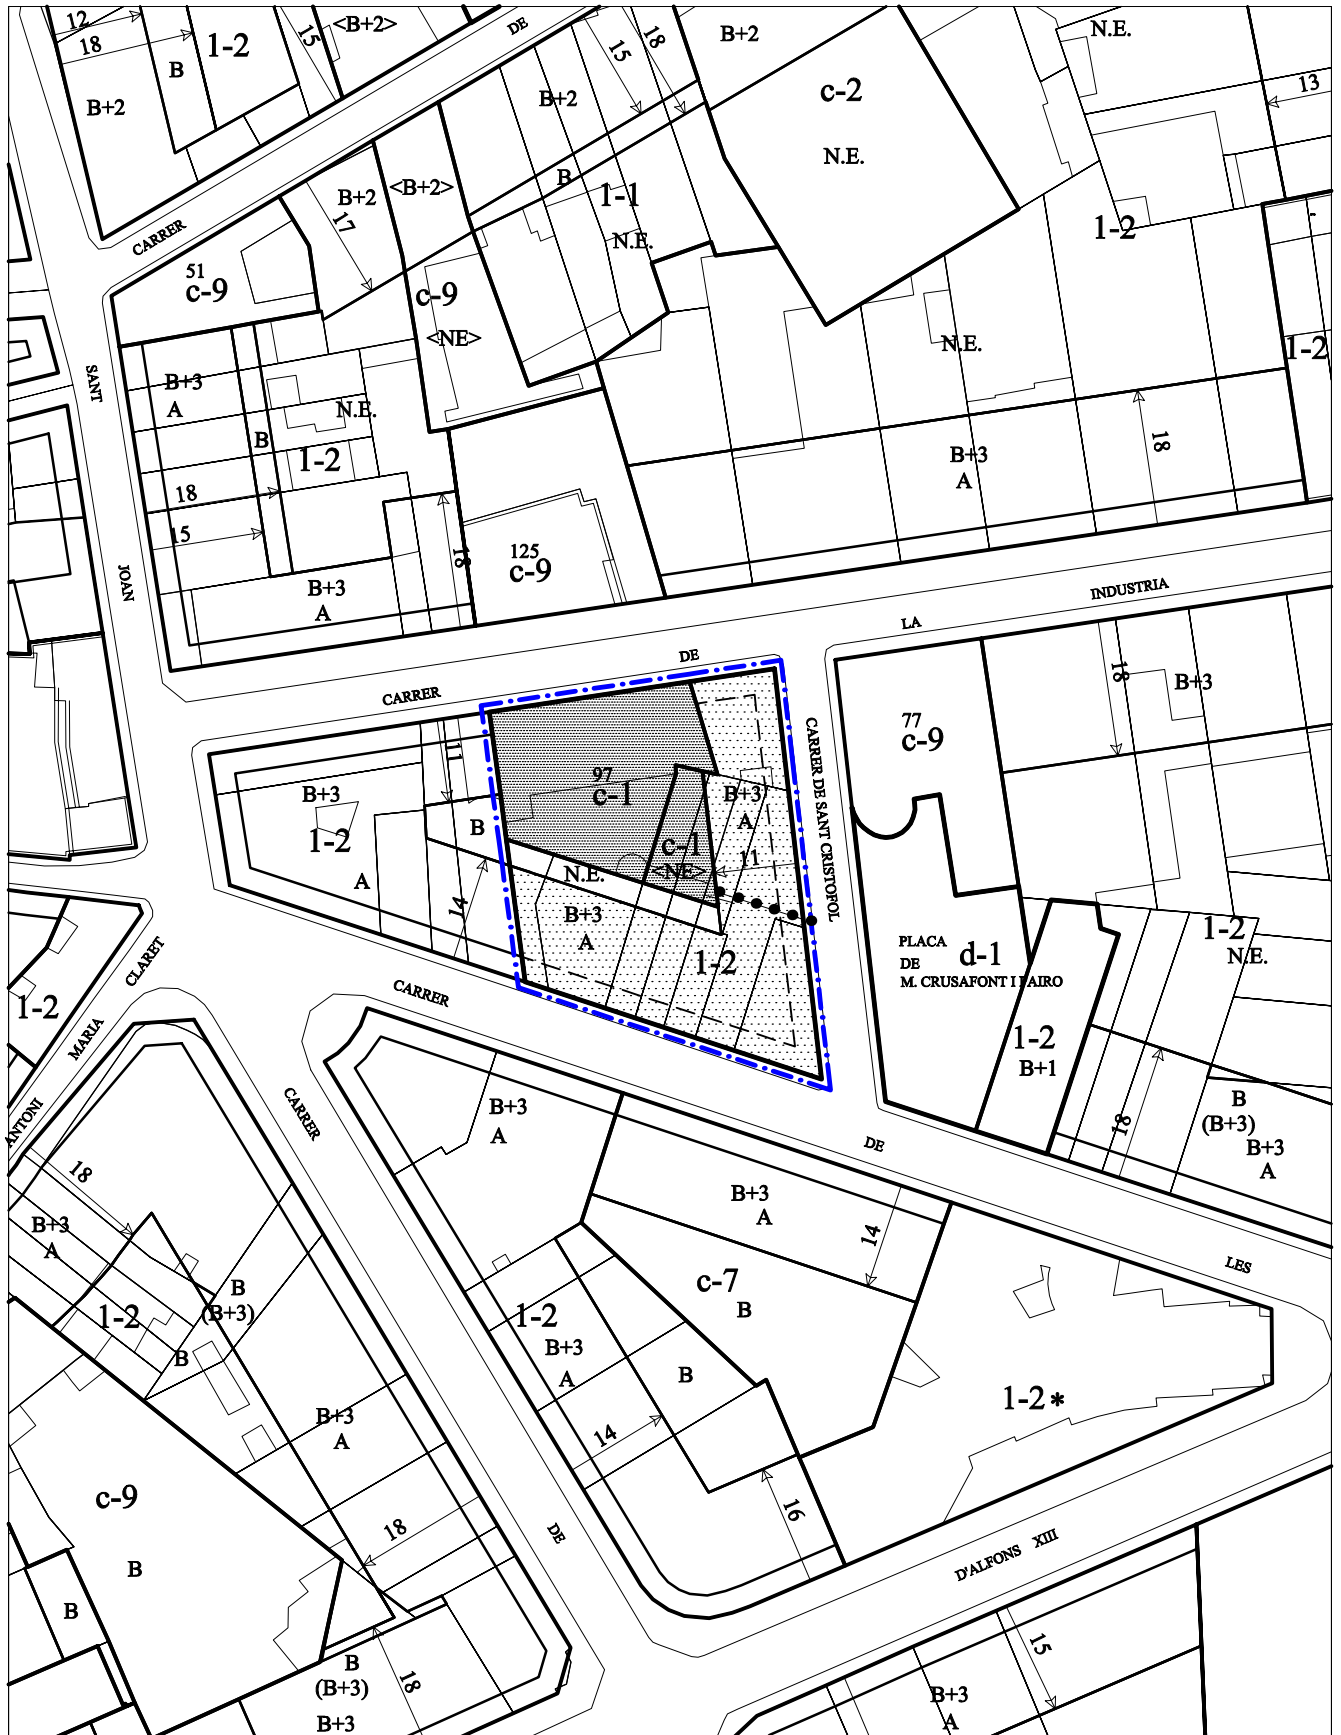 12
18
B
1-2
B+2
15
<B+2>
DE
B+2
15
18
B+2
c-2
N.E.
N.E.
13
CARRER
B+2
<B+2>
17
B
1-1
N.E.
1-2
-
51
c-9
c-9
<NE>
N.E.
1-2
SANT
B+3
A
N.E.
B
1-2
18
15
18
B+3
A
18
125
c-9
B+3
A
JOAN
LA
INDUSTRIA
DE
CARRER
18
B+3
77
c-9
CARRER DE SANT CRISTOFOL
11
B+3
1-2
B
A
14
97
c-1
c-1
<NE>
B+3
A
11
N.E.
B+3
A
1-2
PLACA
DE
M. CRUSAFONT I PAIRO
d-1
1-2
N.E.
1-2
B+1
18
B
(B+3)
B+3
A
1-2
ANTONI
MARIA
CLARET
CARRER
CARRER
DE
LES
B+3
A
B+3
A
14
18
B+3
A
1-2
B
(B+3)
B
c-7
B
1-2
B+3
A
B
14
16
1-2*
B+3
A
18
c-9
B
B
DE
D'ALFONS XIII
B
(B+3)
B+3
18
15
B+3
A